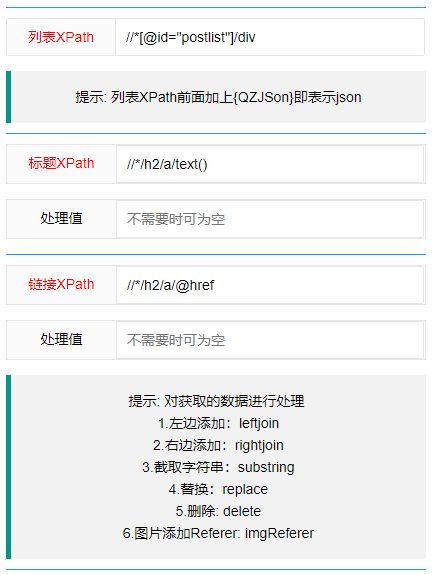 列表XPath //*[@id="postlist"]/div
提示: 列表XPath前面加上{QZJSon}即表示json
标题XPath //*/h2/a/text()
处理值 不需要时可为空
链接XPath //*/h2/a/@href
处理值 不需要时可为空
提示: 对获取的数据进行处理
1.左边添加：leftjoin
2.右边添加：rightjoin
3.截取字符串：substring
4.替换：replace
5.删除: delete
6.图片添加Referer: imgReferer